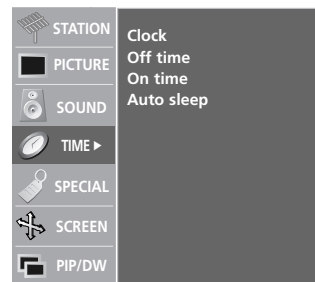 STATION
PICTURE
SOUND
TIME ►
SPECIAL
SCREEN
PIP/DW
Clock
Off time
On time
Auto sleep